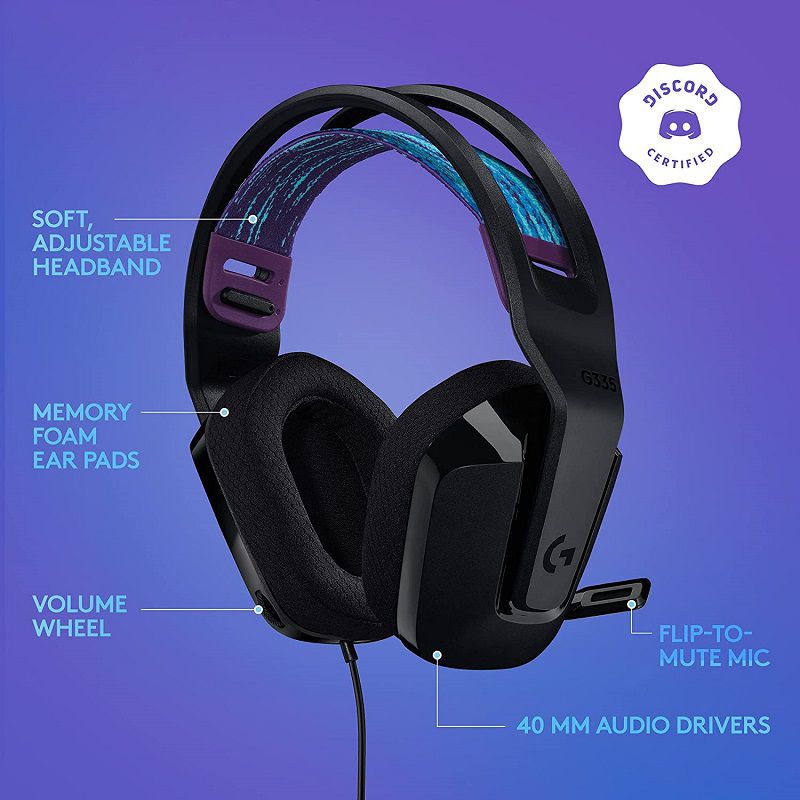 DISCORD
CERTIFIED
SOFT,
ADJUSTABLE
HEADBAND
G335
MEMORY
FOAM
EAR PADS
G
VOLUME
WHEEL
FLIP-TO-
MUTE MIC
40 MM AUDIO DRIVERS